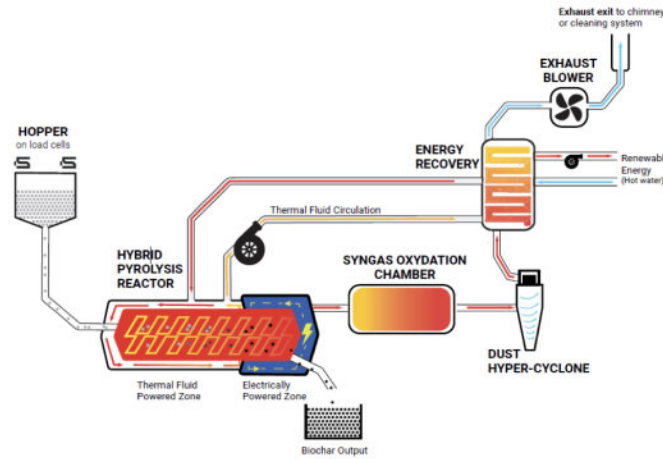 Exhaust exit to chimney
or cleaning system
EXHAUST
BLOWER
HOPPER
on load cells
ENERGY
RECOVERY
Renewabl
Energy
(Hot water)
Thermal Fluid Circulation
HYBRID
PYROLYSIS
REACTOR
SYNGAS OXYDATION
CHAMBER
DUST
HYPER-CYCLONE
Thermal Fluid
Powered Zone
Electrically
Powered Zone
Biochar Output